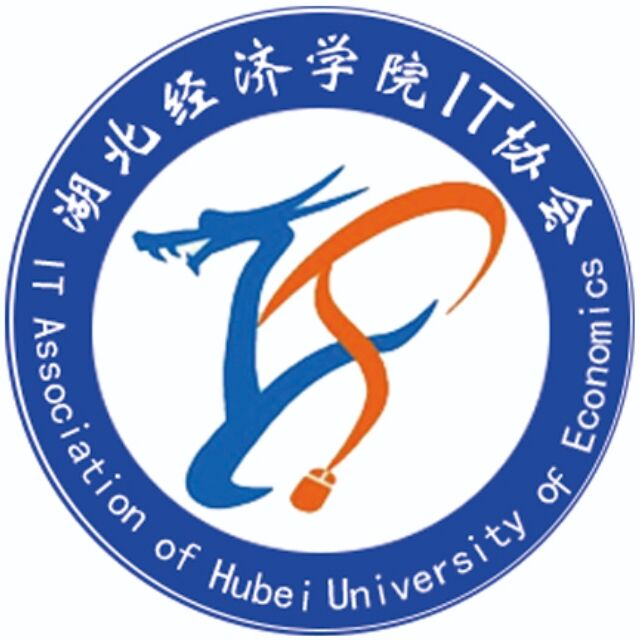 湖北经济学院IT协会
IT Association of Hubei University of Economics